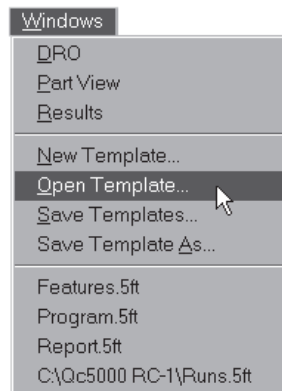 Windows
DRO
Part View
Results
New Template...
Open Template...
Save Templates...
Save Template As...
Features.5ft
Program.5ft
Report.5ft
C:\Qc5000 RC-1\Runs.5ft